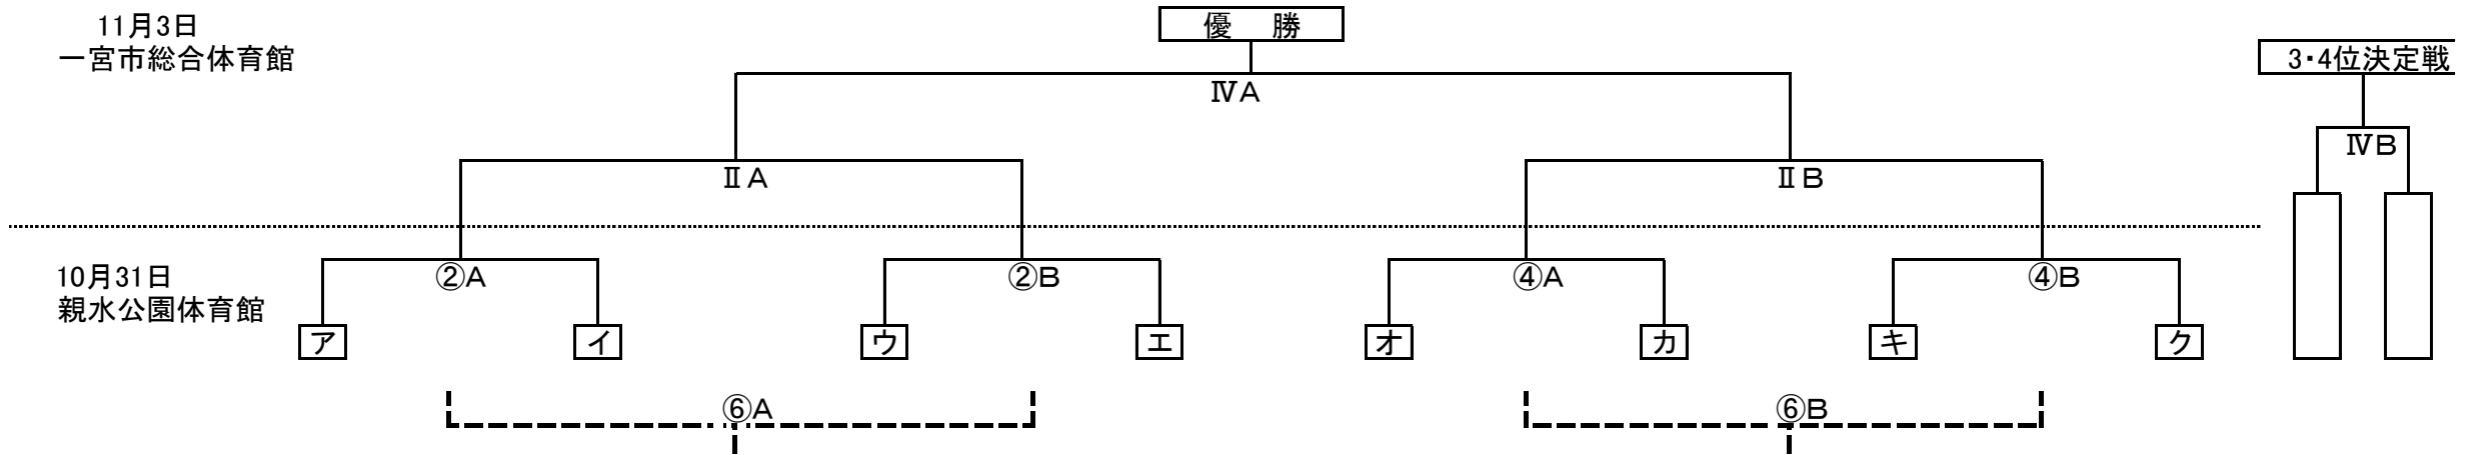 11月3日
一宮市総合体育館
優　勝
3・4位決定戦
ⅣA
ⅣB
ⅡA
ⅡB
10月31日
親水公園体育館
②A
②B
④A
④B
ア
イ
ウ
エ
オ
カ
キ
ク
⑥A
⑥B